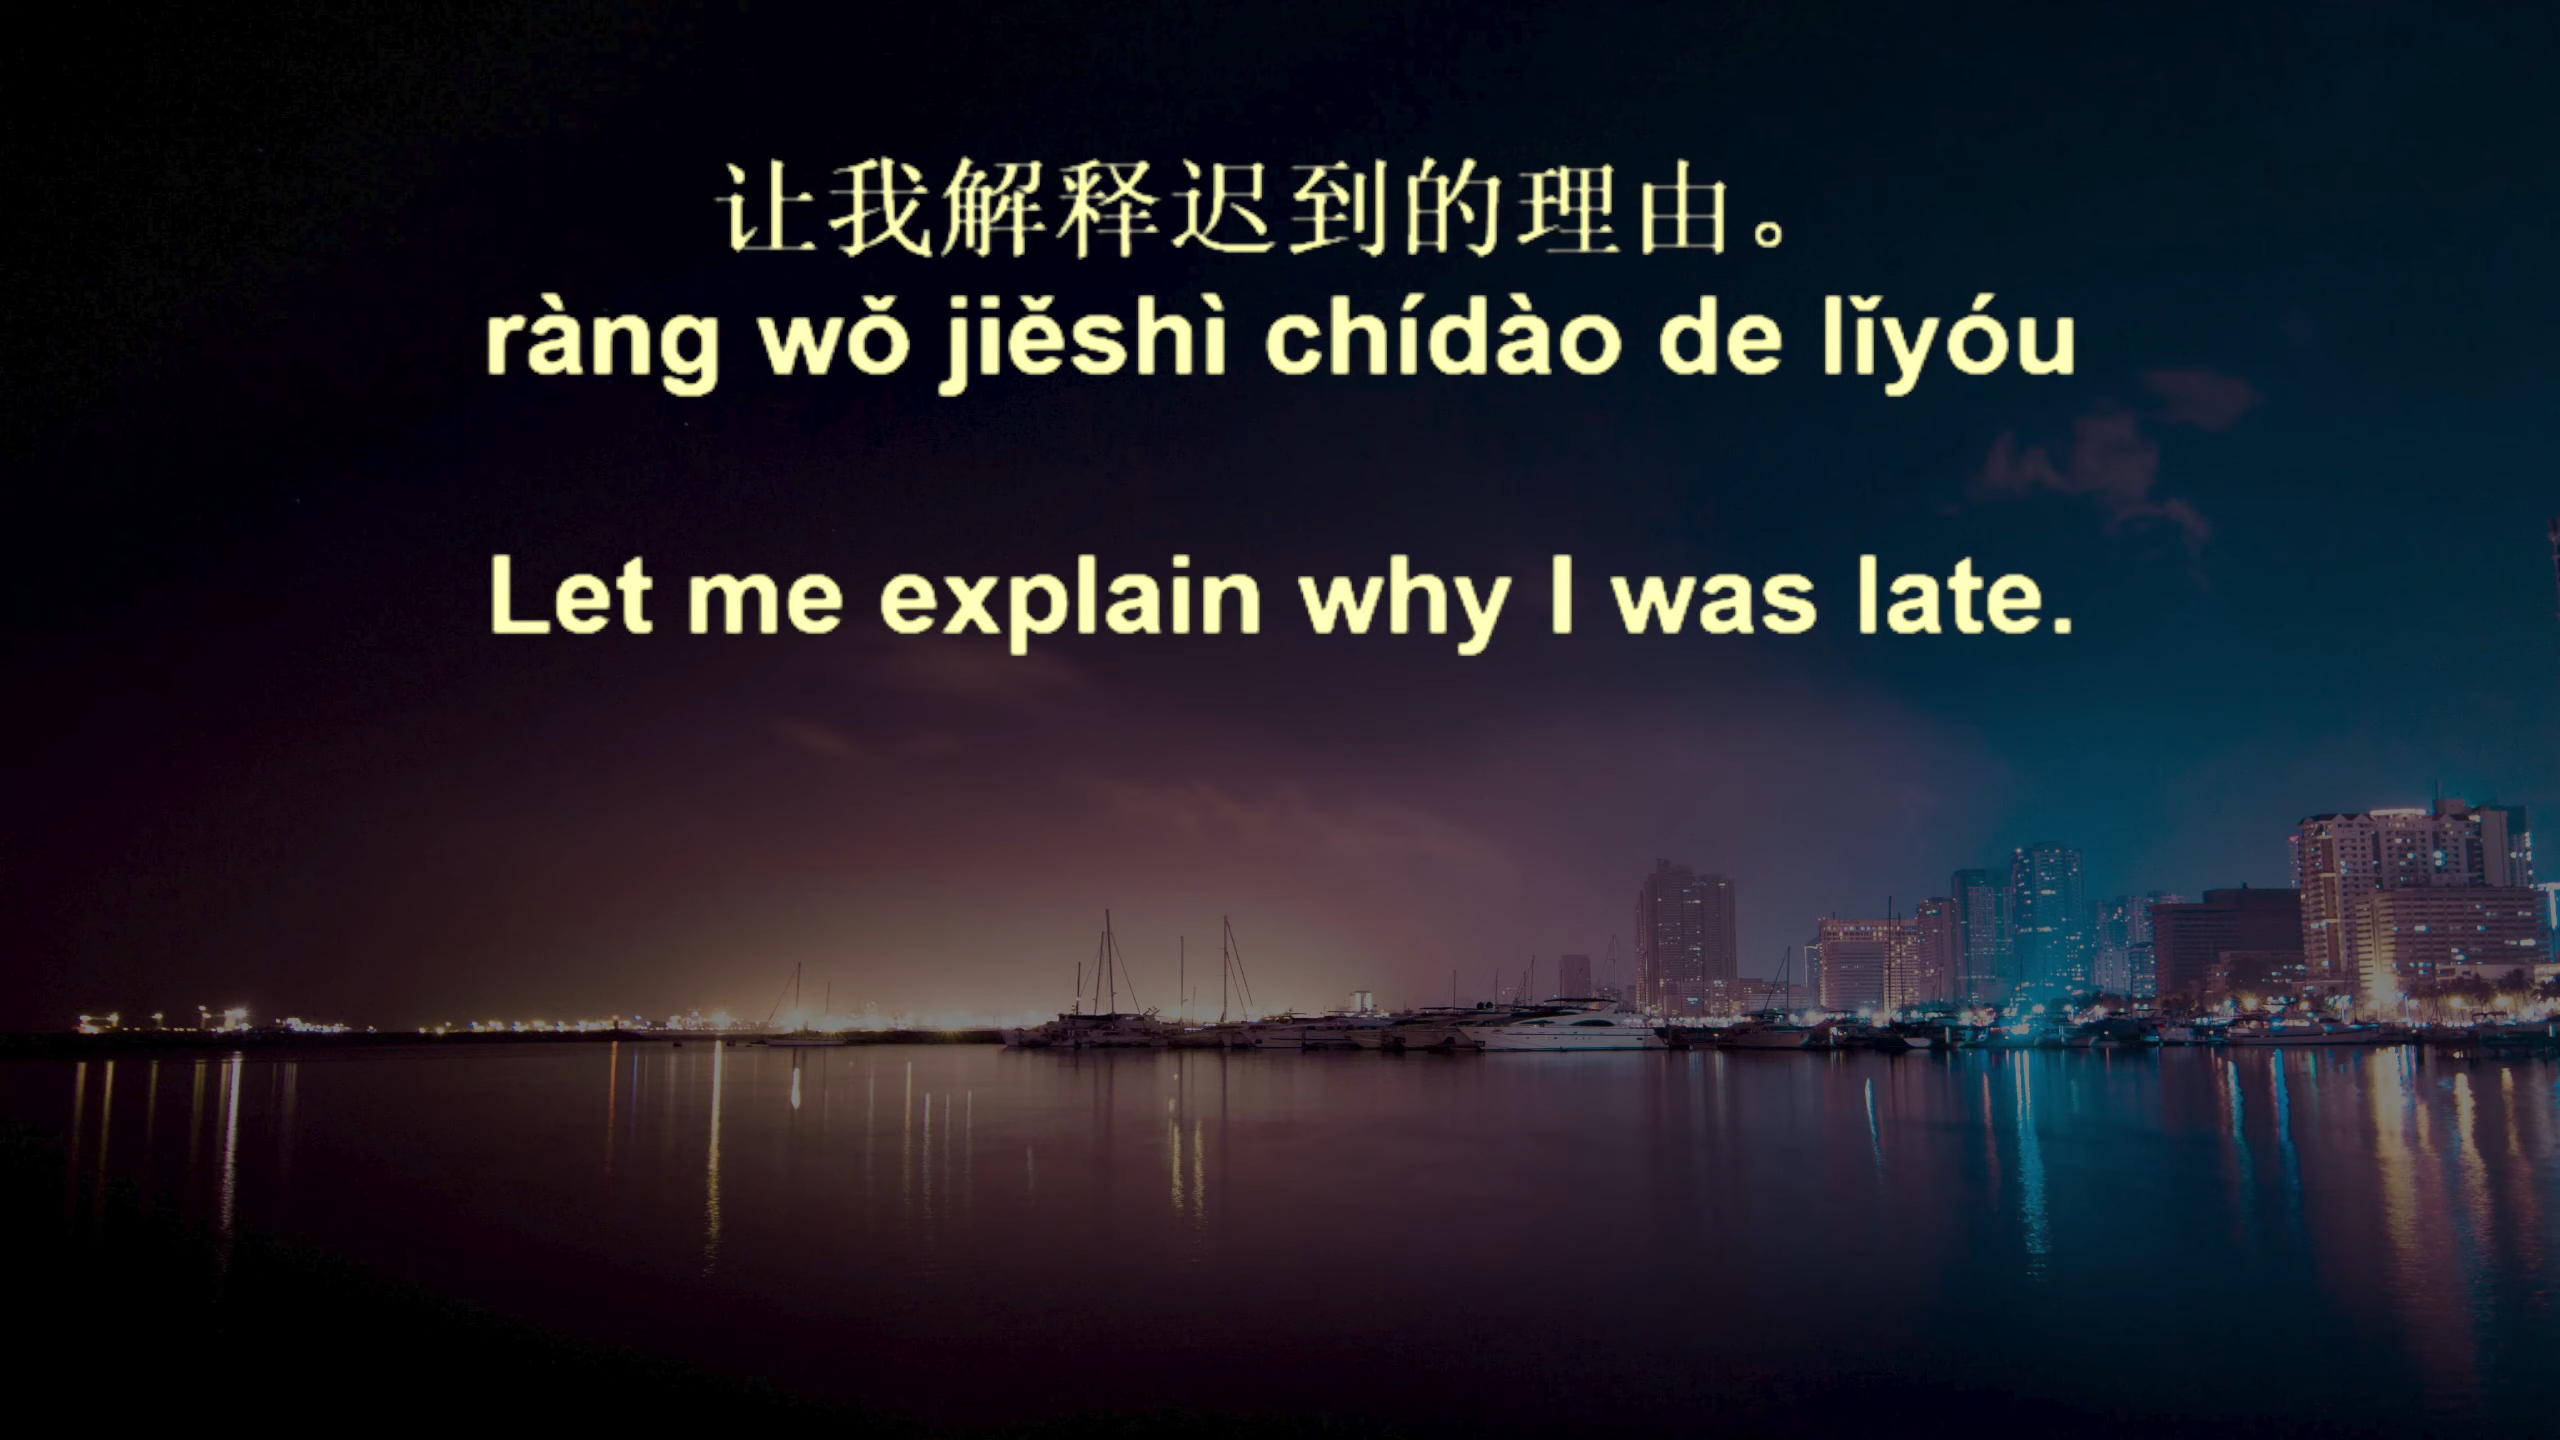 让我解释迟到的理由。
ràng wǒ jiěshì chídào de lǐyóu
Let me explain why I was late.